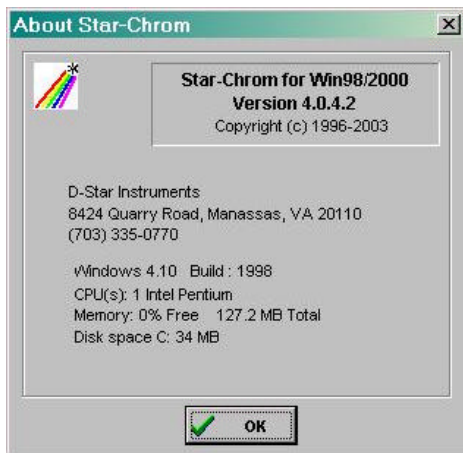 About Star-Chrom
Star-Chrom for Win98/2000
Version 4.0.4.2
Copyright (c) 1996-2003
D-Star Instruments
8424 Quarry Road, Manassas, VA 20110
(703) 335-0770
Windows 4.10 Build : 1998
CPU(s): 1 Intel Pentium
Memory: 0% Free 127.2 MB Total
Disk space C: 34 MB
OK